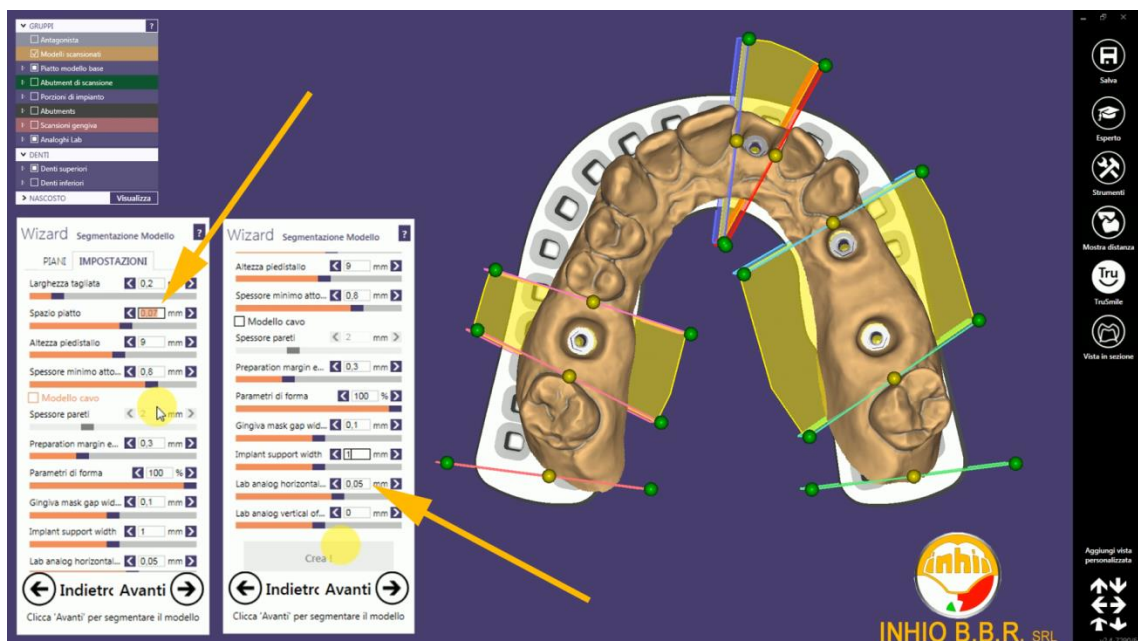 GRUPPI ?
Antagonista
Modelli scansionati
Piatto modello base
Abutment di scansione
Porzioni di impianto
Abutments
Scansioni gengiva
Analoghi Lab
DENTI
Denti superiori
Denti inferiori
NASCOSTO Visualizza
Wizard Segmentazione Modello ?
PIANI IMPOSTAZIONI
Larghezza tagliata 0,2
Spazio piatto 0,07 mm
Altezza piedistallo 9 mm
Spessore minimo atto... 0,8 mm
Modello cavo
Spessore pareti 2 mm
Preparation margin e... 0,3 mm
Parametri di forma 100 %
Gingiva mask gap wid... 0,1 mm
Implant support width 1 mm
Lab analog horizontal... 0,05 mm
Indietro Avanti
Clicca 'Avanti' per segmentare il modello
Wizard Segmentazione Modello ?
Altezza piedistallo 9 mm
Spessore minimo atto... 0,8 mm
Modello cavo
Spessore pareti 2 mm
Preparation margin e... 0,3 mm
Parametri di forma 100 %
Gingiva mask gap wid... 0,1 mm
Implant support width 1 mm
Lab analog horizontal... 0,05 mm
Lab analog vertical of... 0 mm
Crea
Indietro Avanti
Clicca 'Avanti' per segmentare il modello
Salva
Esperto
Strumenti
Mostra distanza
Tru
TruSmile
Vista in sezione
Aggiungi vista
personalizzata
inhio
INHIO B.B.R. SRL